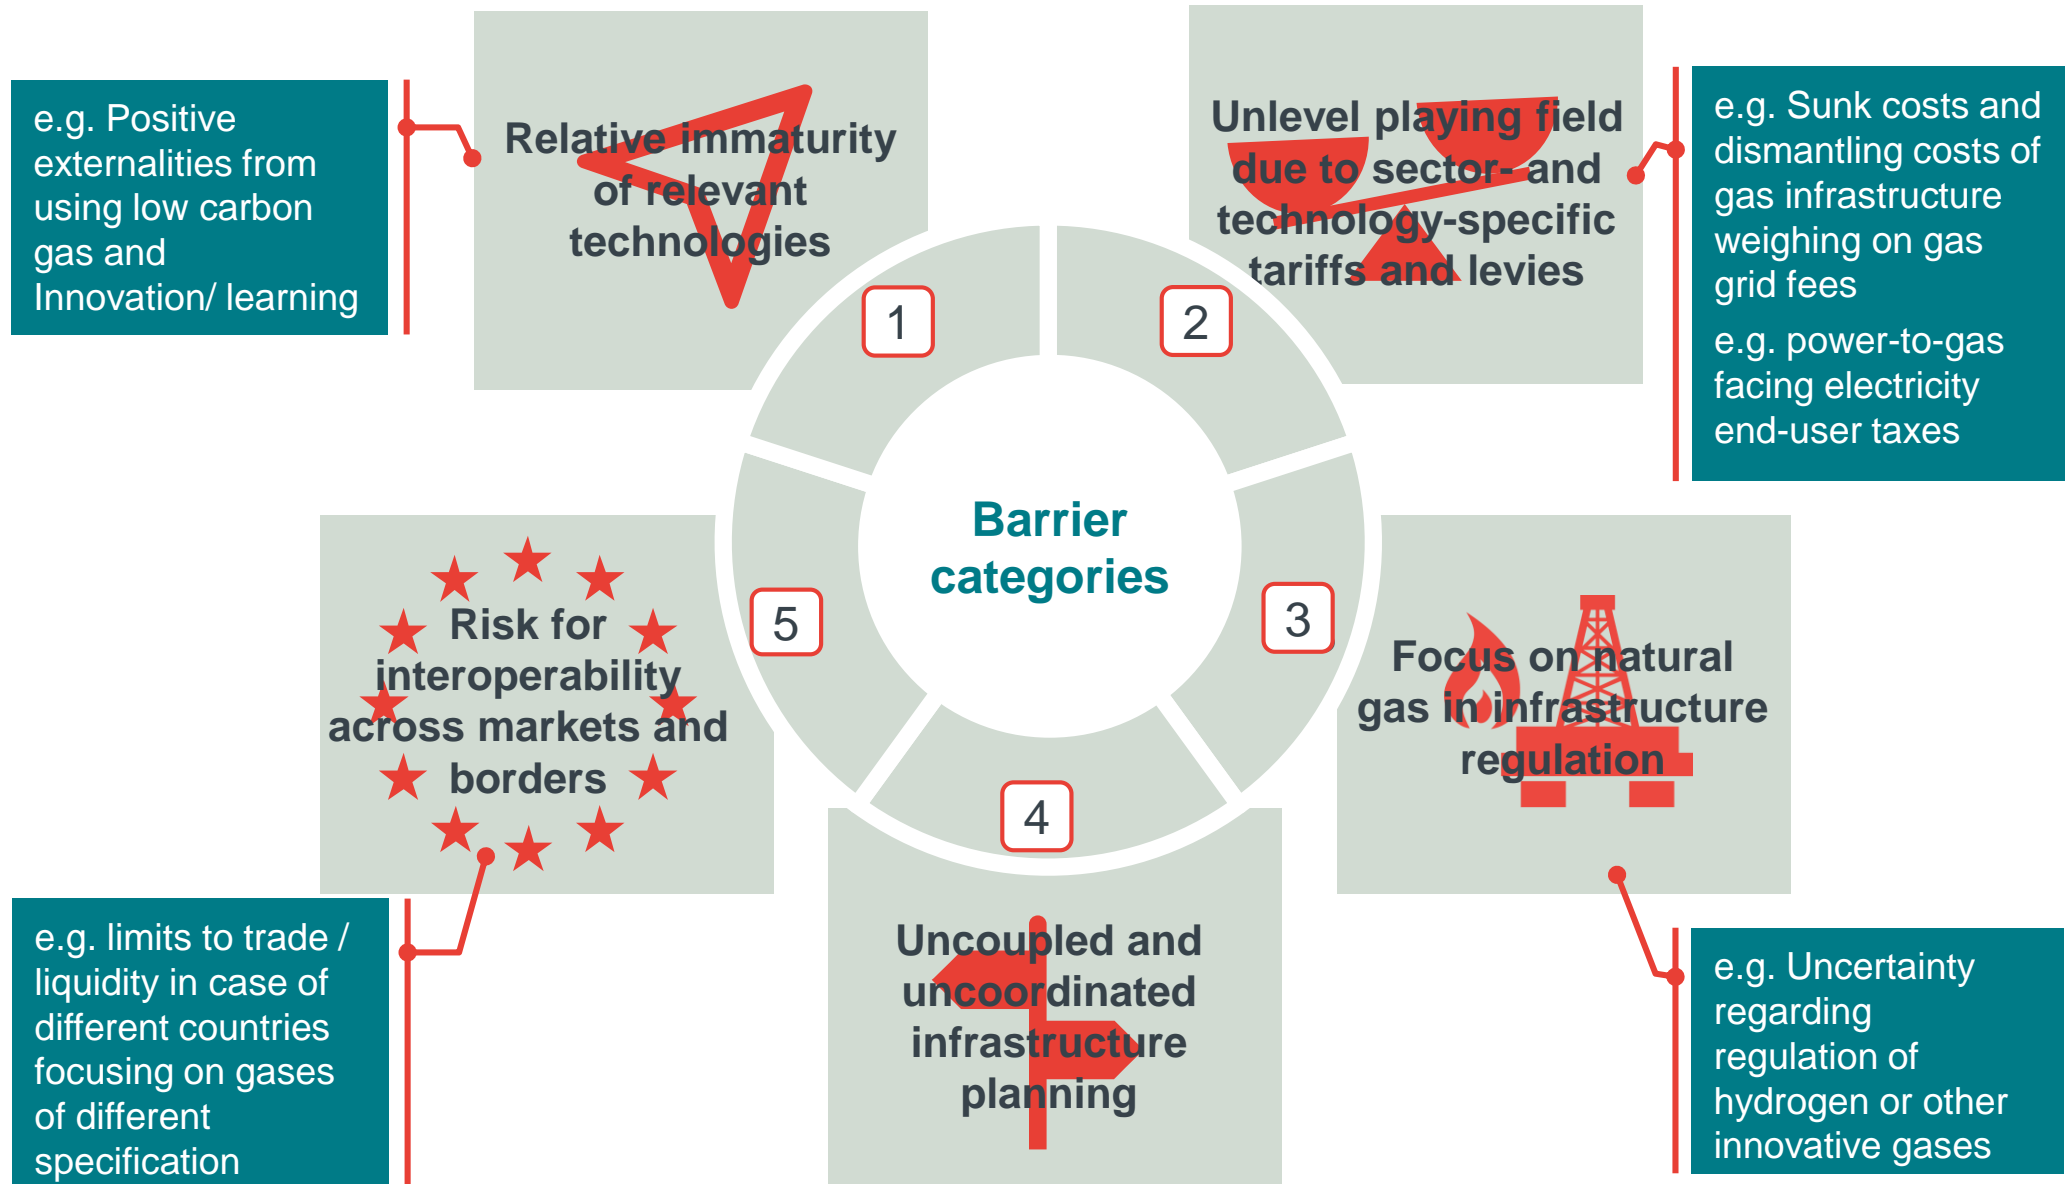 e.g. Positive
externalities from
using low carbon
gas and
Innovation/ learning
Relative immaturity
of relevant
technologies
1
Unlevel playing field
due to sector- and
technology-specific
tariffs and levies
2
e.g. Sunk costs and
dismantling costs of
gas infrastructure
weighing on gas
grid fees
e.g. power-to-gas
facing electricity
end-user taxes
Barrier
categories
3
Focus on natural
gas in infrastructure
regulation
e.g. Uncertainty
regarding
regulation of
hydrogen or other
innovative gases
4
Uncoupled and
uncoordinated
infrastructure
planning
5
Risk for
interoperability
across markets and
borders
e.g. limits to trade /
liquidity in case of
different countries
focusing on gases
of different
specification